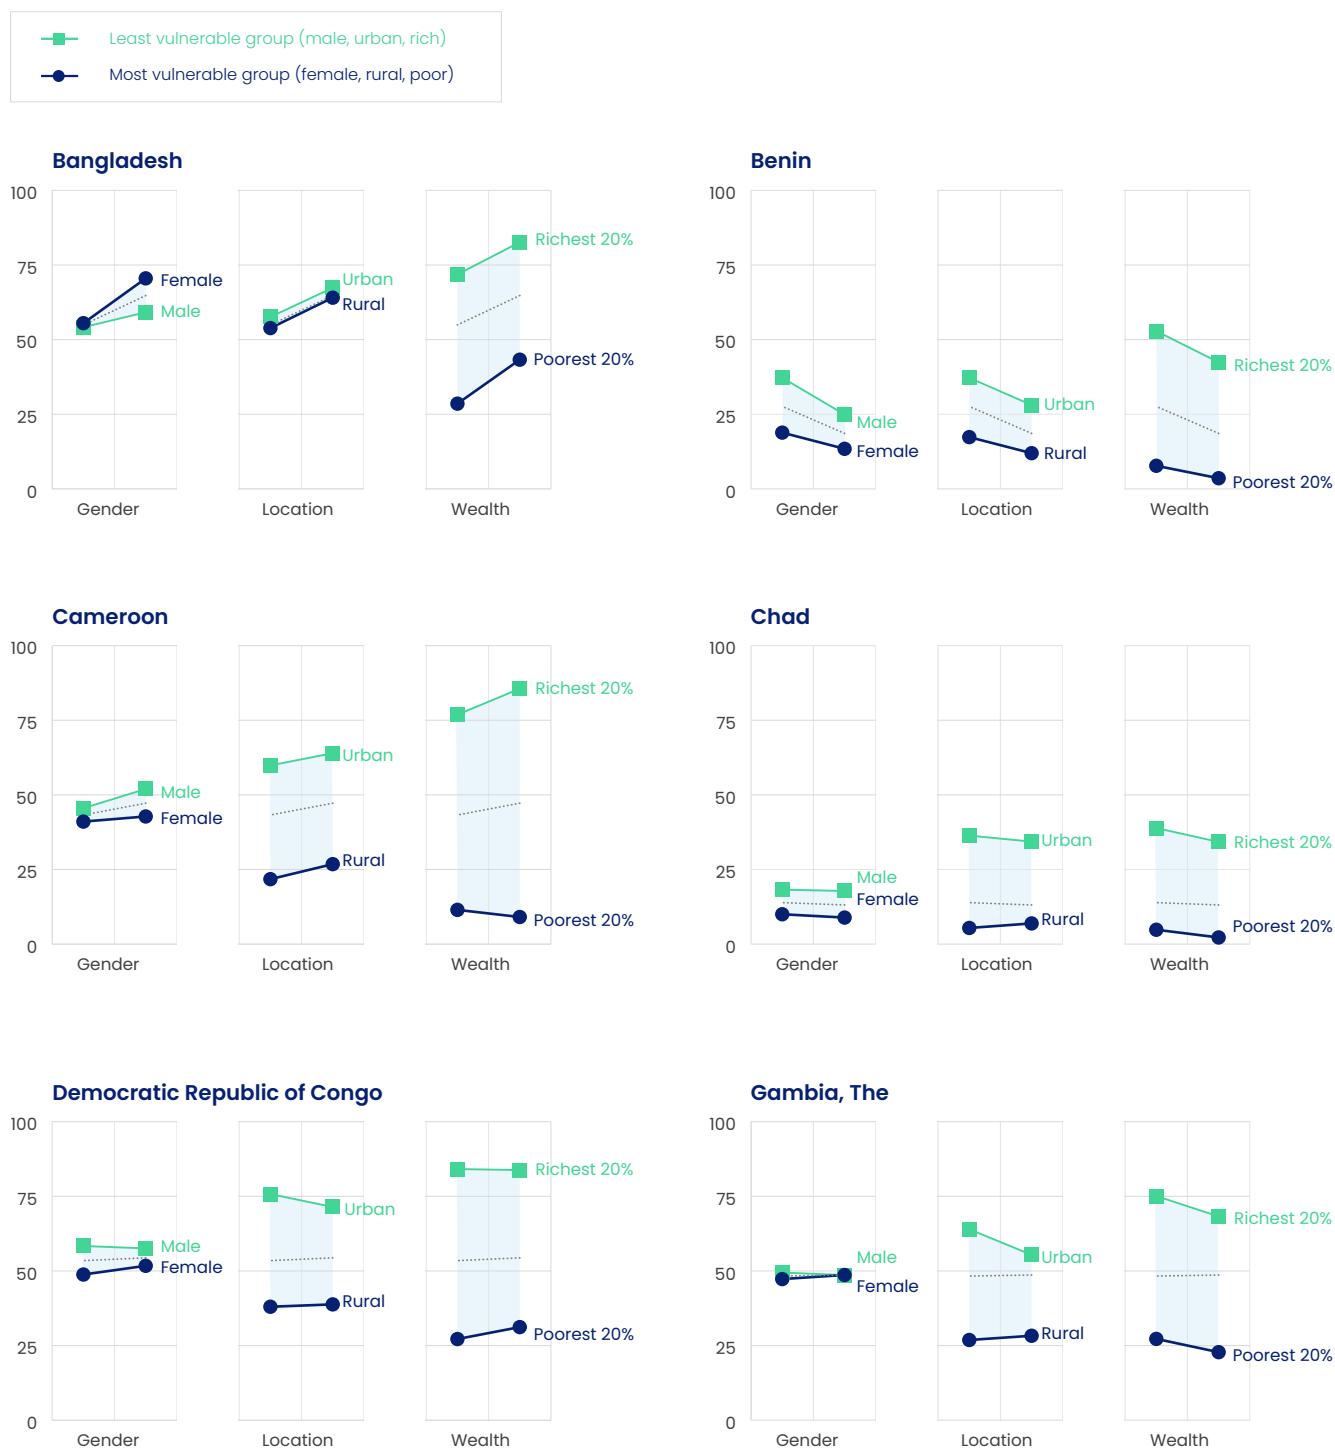 Least vulnerable group (male, urban, rich)
Most vulnerable group (female, rural, poor)
Bangladesh
100
75
50
25
0
Female
Male
Gender
Urban
Rural
Location
Richest 20%
Poorest 20%
Wealth
Benin
100
75
50
25
0
Male
Female
Gender
Urban
Rural
Location
Richest 20%
Poorest 20%
Wealth
Cameroon
100
75
50
25
0
Male
Female
Gender
Urban
Rural
Location
Richest 20%
Poorest 20%
Wealth
Chad
100
75
50
25
0
Male
Female
Gender
Urban
Rural
Location
Richest 20%
Poorest 20%
Wealth
Democratic Republic of Congo
100
75
50
25
0
Male
Female
Gender
Urban
Rural
Location
Richest 20%
Poorest 20%
Wealth
Gambia, The
100
75
50
25
0
Male
Female
Gender
Urban
Rural
Location
Richest 20%
Poorest 20%
Wealth